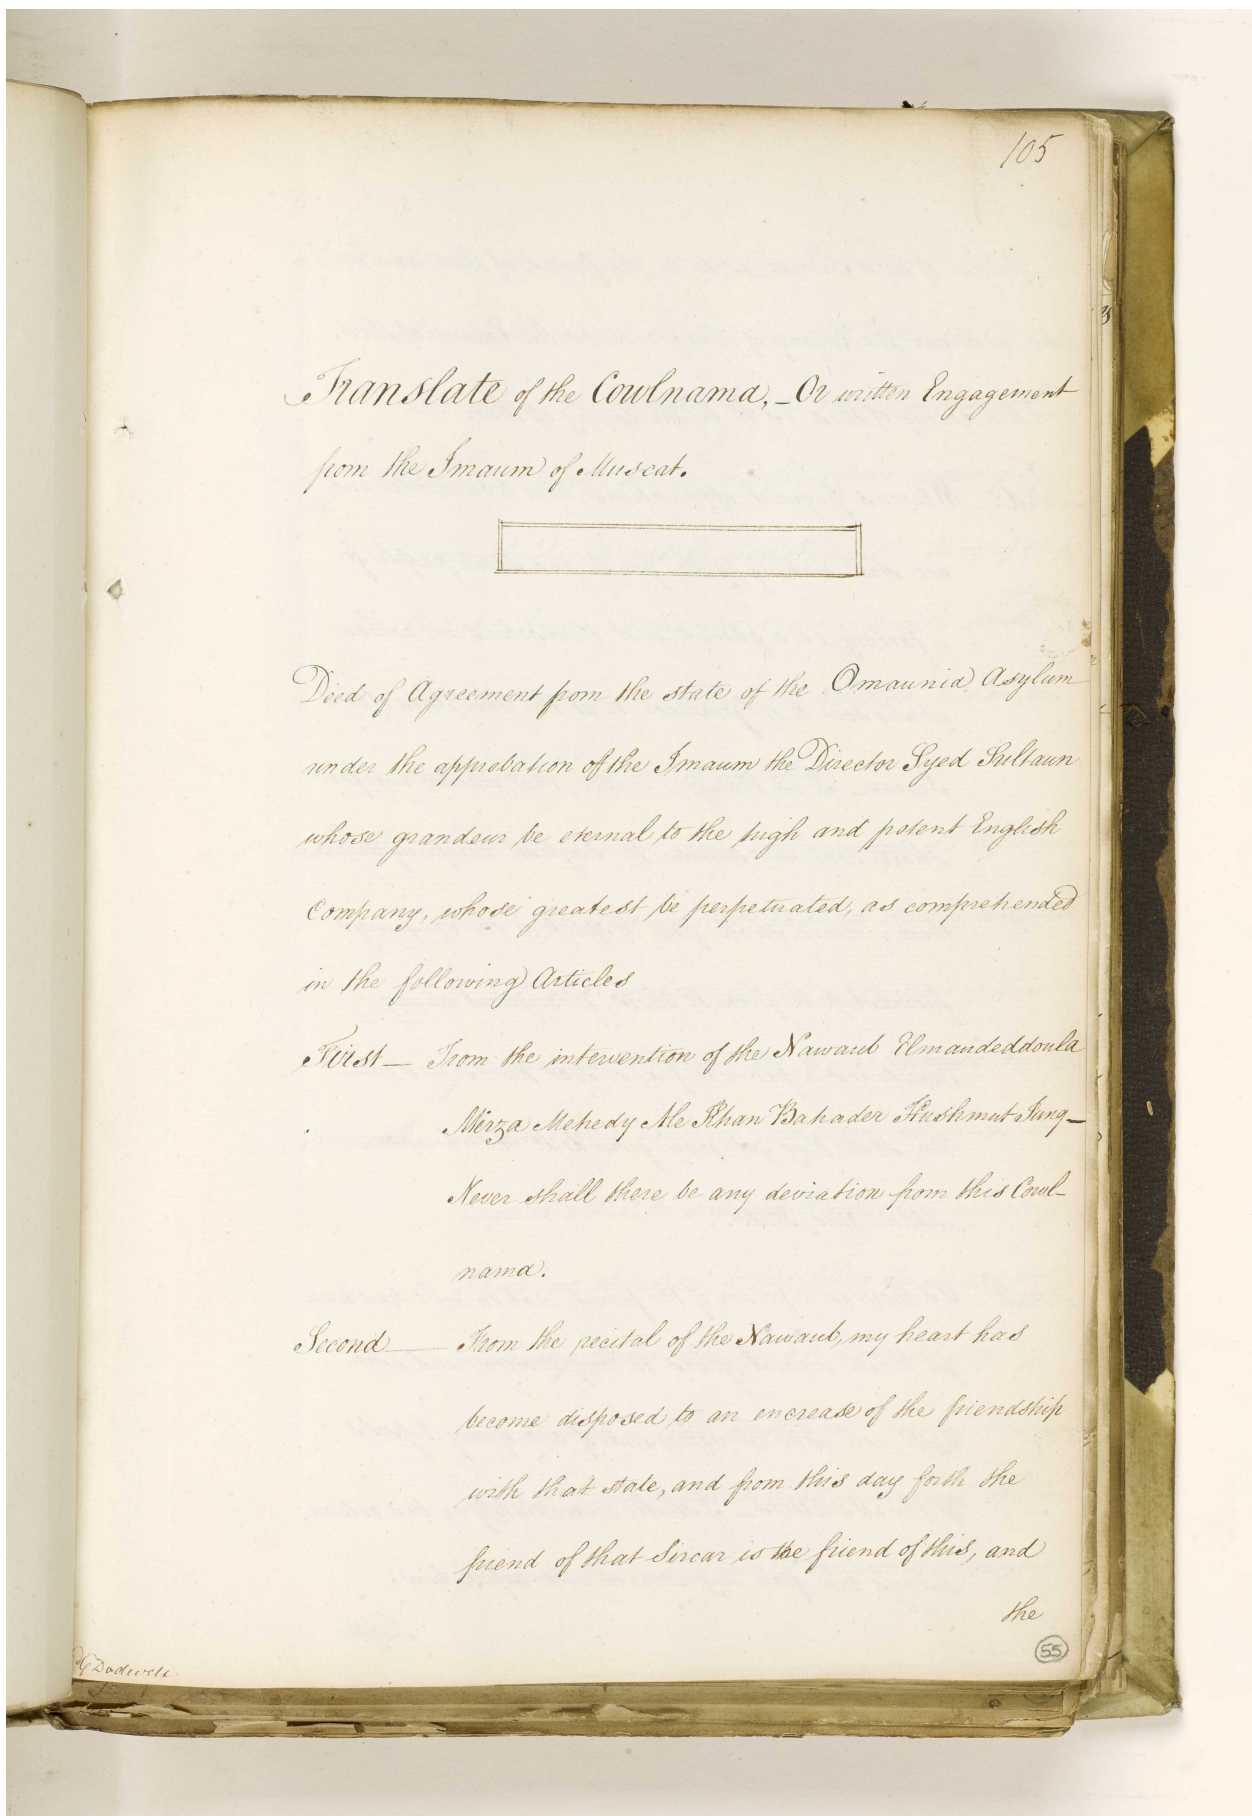 105
Translate of the Cowlnama, _ Or written Engagement
from the Imaum of Muscat.
Deed of Agreement from the state of the Omaunia Asylum
under the approbation of the Imaum the Director Syed Sultaun
whose grandeur be eternal to the high and potent English
Company, whose greatest be perpetuated, as comprehended
in the following Articles
First _ From the intervention of the Nawaub Elmaudeddoula
Mirza Mehedy Ale Khan Bahader Hushmut Jung _
Never shall there be any deviation from this Cowl-
nama.
Second _ From the recital of the Nawaub, my heart has
become disposed to an encrease of the friendship
with that state, and from this day forth the
friend of that Sircar is the friend of this, and
the
55
Dodwell